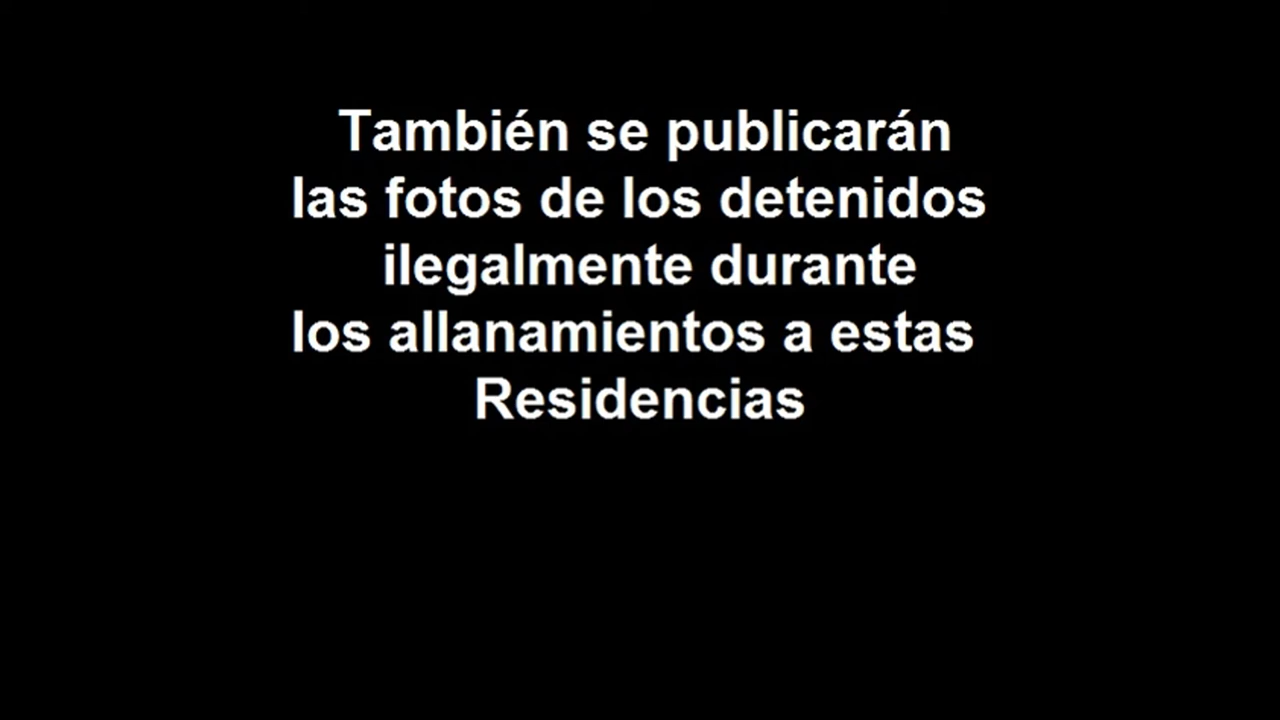 También se publicarán
las fotos de los detenidos
ilegalmente durante
los allanamientos a estas
Residencias